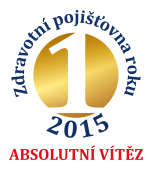 Zdravotní pojišťovna roku
1
2015
ABSOLUTNÍ VÍTĚZ